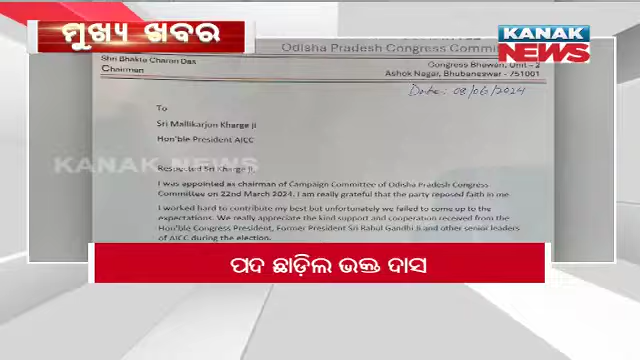 ମୁଖ୍ୟ ଖବର
KANAK
NEWS
Odisha Pradesh Congress Comm
Shri Bhakta Charan Das
Chairman
Congress Bhawan, Unit - 2
Ashok Nagar, Bhubaneswar - 751001
Date: 08/06/2024
To
Sri Mallikarjun Kharge ji
Hon'ble President AICC
KANAK NEWS
Respected Sri Kharge Ji,
I was appointed as chairman of Campaign Committee of Odisha Pradesh Congress
Committee on 22nd March 2024. I am really grateful that the party reposed faith in me.
I worked hard to contribute my best but unfortunately we failed to come up to the
expectations. We really appreciate the kind support and cooperation received from the
Hon'ble Congress President, Former President Sri Rahul Gandhi Ji and other senior leaders
of AICC during the election.
ପଦ ଛାଡ଼ିଲ ଭକ୍ତ ଦାସ